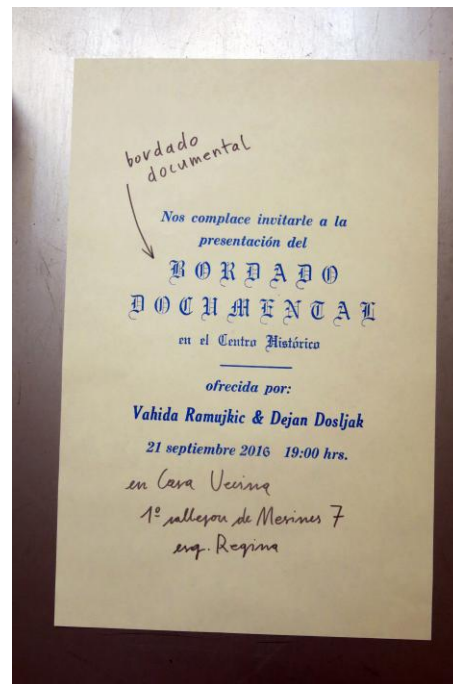 bordado
documental
Nos complace invitarle a la
presentación del
BORDADO
DOCUMENTAL
en el Centro Histórico
ofrecida por:
Vahida Ramujkic & Dejan Dosljak
21 septiembre 2016 19:00 hrs.
en Casa Vecina
1º callejon de Mesones 7
esq. Regina